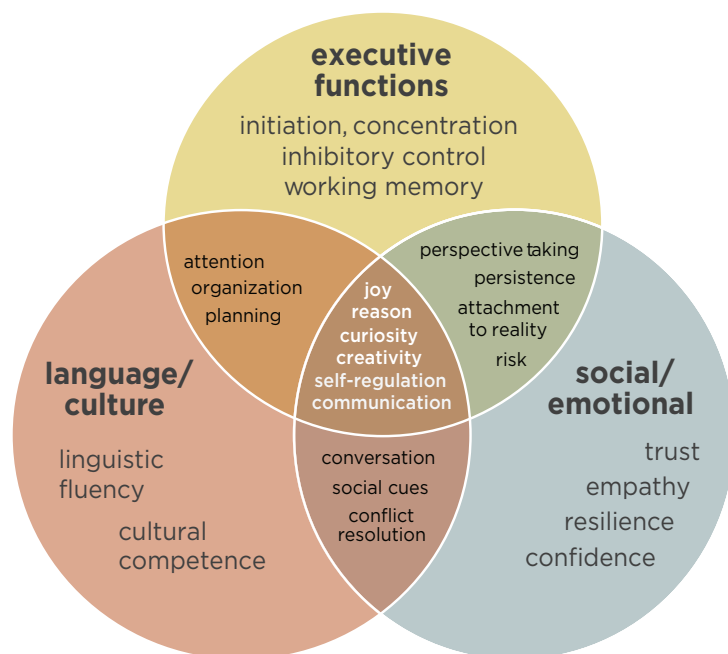 executive
functions
initiation, concentration
inhibitory control
working memory
attention
organization
planning
joy
reason
curiosity
creativity
self-regulation
communication
perspective taking
persistence
attachment
to reality
risk
language/
culture
linguistic
fluency
cultural
competence
conversation
social cues
conflict
resolution
social/
emotional
trust
empathy
resilience
confidence